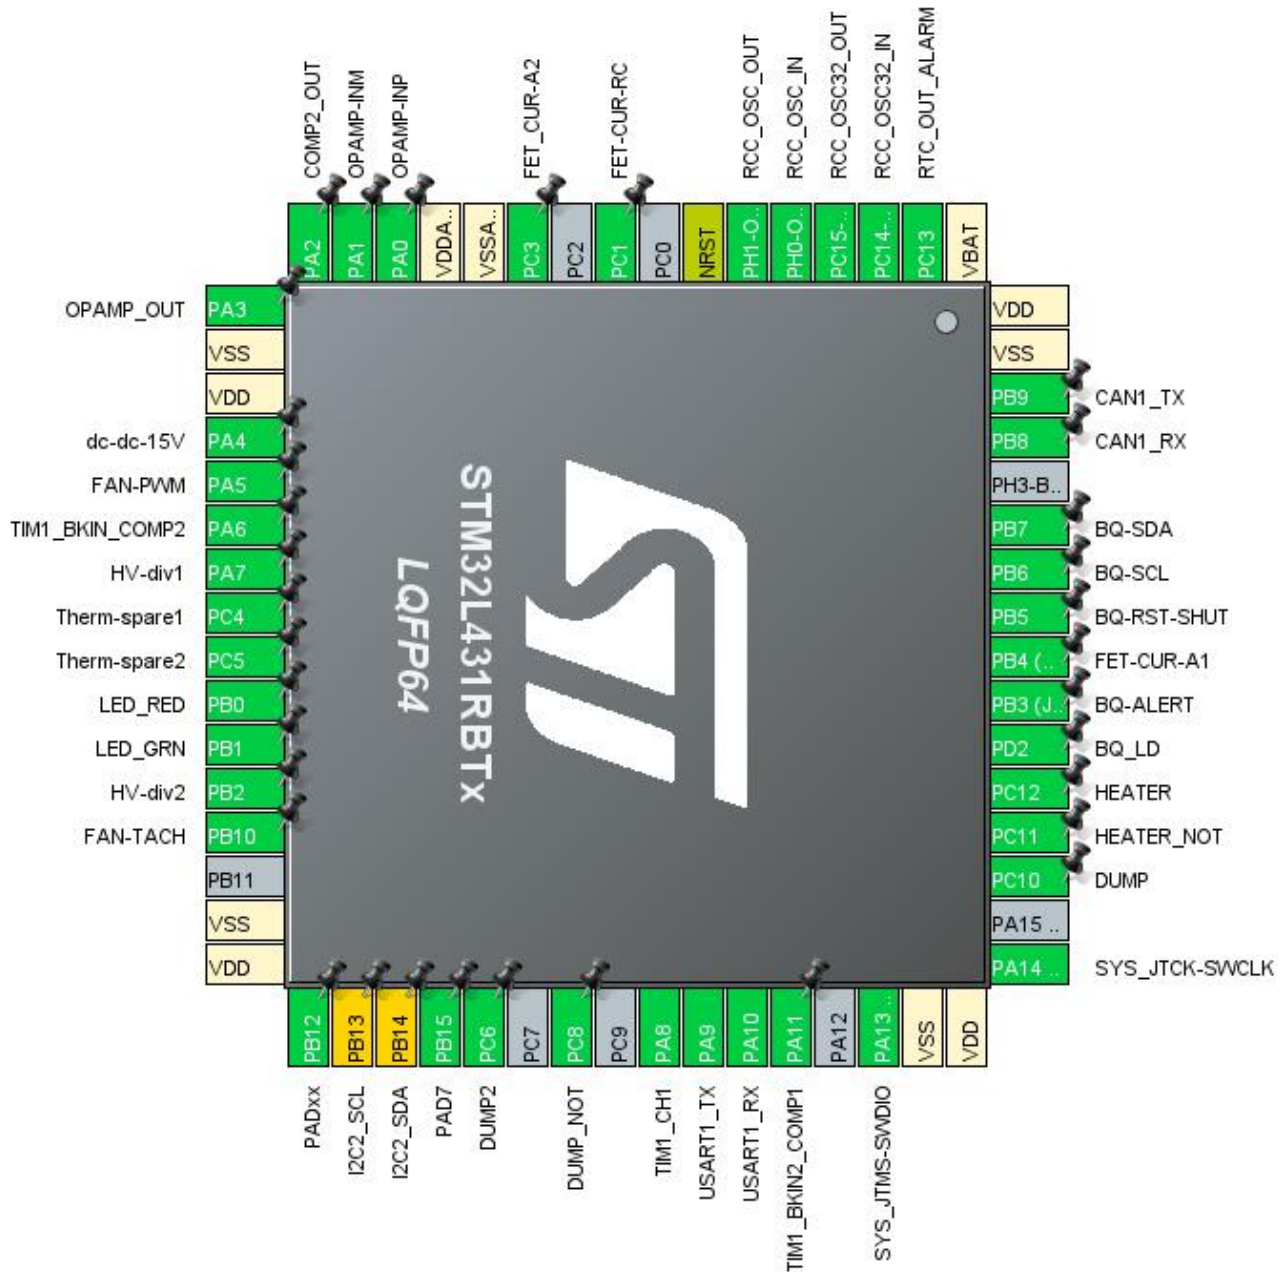 COMP2_OUT
OPAMP-INM
OPAMP-INP
FET_CUR-A2
FET-CUR-RC
RCC_OSC_OUT
RCC_OSC_IN
RCC_OSC32_OUT
RCC_OSC32_IN
RTC_OUT_ALARM
PA2
PA1
PA0
VDDA..
VSSA..
PC3
PC2
PC1
PC0
NRST
PH1-O..
PH0-O..
PC15-..
PC14-..
PC13
VBAT
OPAMP_OUT PA3
VSS
VDD
dc-dc-15V PA4
FAN-PWM PA5
TIM1_BKIN_COMP2 PA6
HV-div1 PA7
Therm-spare1 PC4
Therm-spare2 PC5
LED_RED PB0
LED_GRN PB1
HV-div2 PB2
FAN-TACH PB10
PB11
VSS
VDD
STM32L431RBTx
LQFP64
VDD
VSS
PB9 CAN1_TX
PB8 CAN1_RX
PH3-B..
PB7 BQ-SDA
PB6 BQ-SCL
PB5 BQ-RST-SHUT
PB4 (.. FET-CUR-A1
PB3 (J.. BQ-ALERT
PD2 BQ_LD
PC12 HEATER
PC11 HEATER_NOT
PC10 DUMP
PA15 ..
PA14 .. SYS_JTCK-SWCLK
PB12
PB13
PB14
PB15
PC6
PC7
PC8
PC9
PA8
PA9
PA10
PA11
PA12
PA13 ..
VSS
VDD
PADxx
I2C2_SCL
I2C2_SDA
PAD7
DUMP2
DUMP_NOT
TIM1_CH1
USART1_TX
USART1_RX
TIM1_BKIN2_COMP1
SYS_JTMS-SWDIO